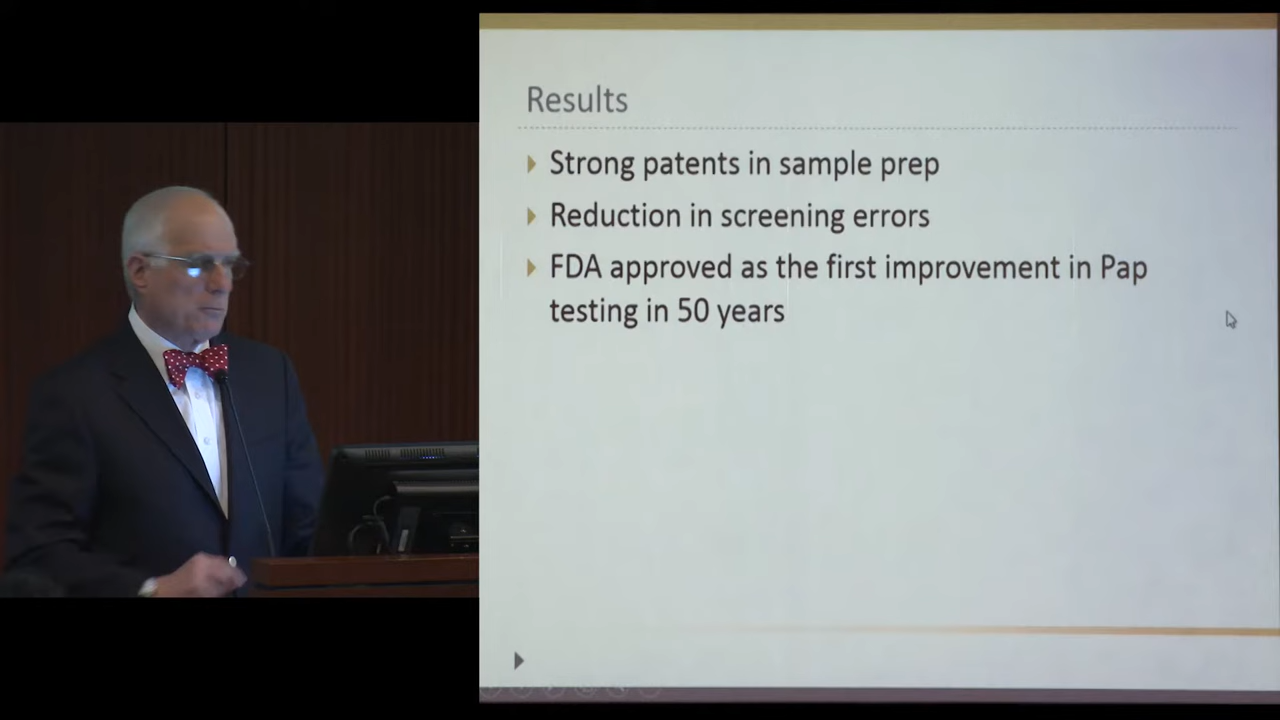 Results
Strong patents in sample prep
Reduction in screening errors
FDA approved as the first improvement in Pap
testing in 50 years